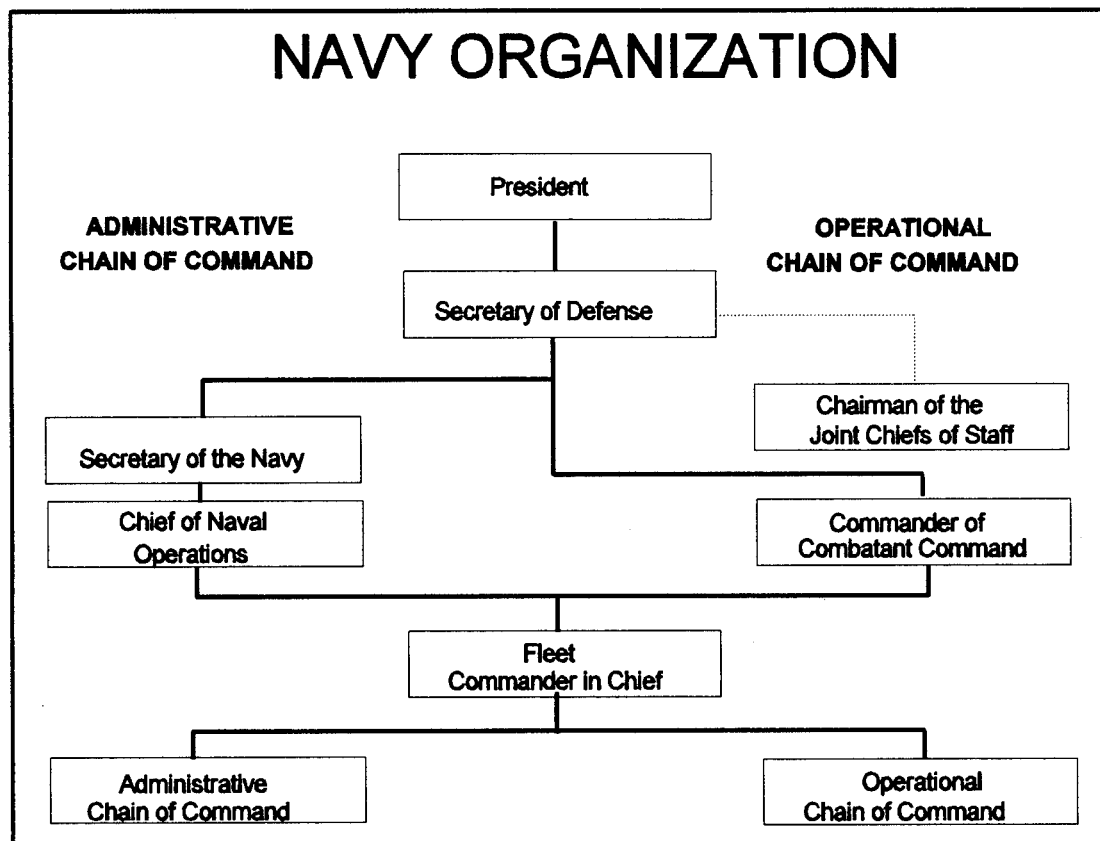 NAVY ORGANIZATION
President
ADMINISTRATIVE
CHAIN OF COMMAND
OPERATIONAL
CHAIN OF COMMAND
Secretary of Defense
Chairman of the
Joint Chiefs of Staff
Secretary of the Navy
Chief of Naval
Operations
Commander of
Combatant Command
Fleet
Commander in Chief
Administrative
Chain of Command
Operational
Chain of Command